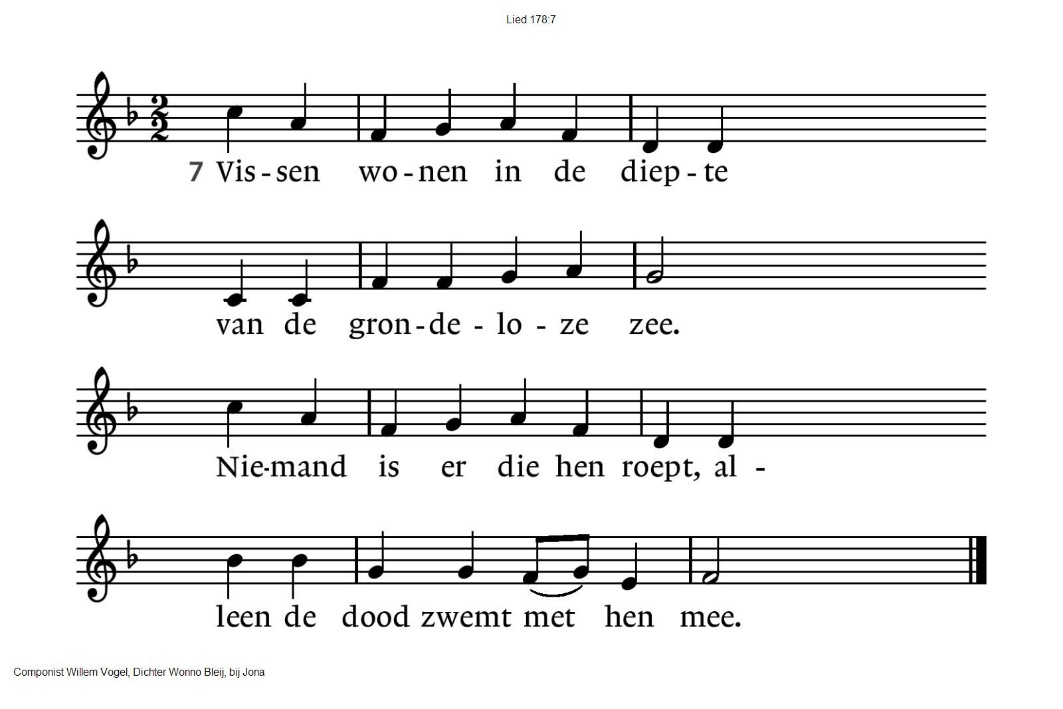 Lied 178:7
7 Vis - sen wo - nen in de diep - te
van de gron - de - lo - ze zee.
Nie-mand is er die hen roept, al -
leen de dood zwemt met hen mee.
Componist Willem Vogel, Dichter Wonno Bleij, bij Jona